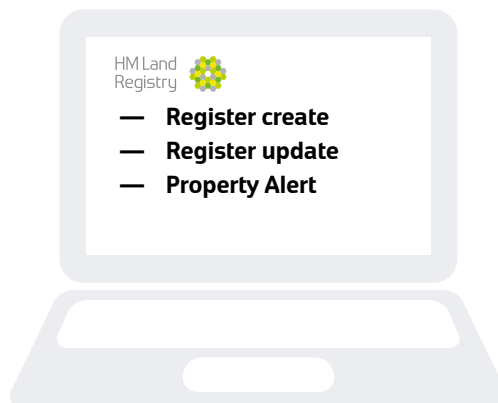 HM Land
Registry
— Register create
— Register update
— Property Alert